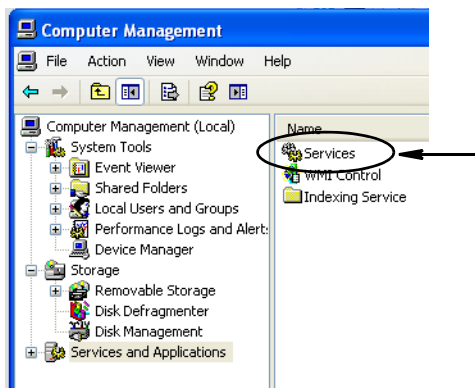 Computer Management
File Action View Window Help
Computer Management (Local)
System Tools
Event Viewer
Shared Folders
Local Users and Groups
Performance Logs and Alert:
Device Manager
Storage
Removable Storage
Disk Defragmenter
Disk Management
Services and Applications
Name
Services
WMI Control
Indexing Service